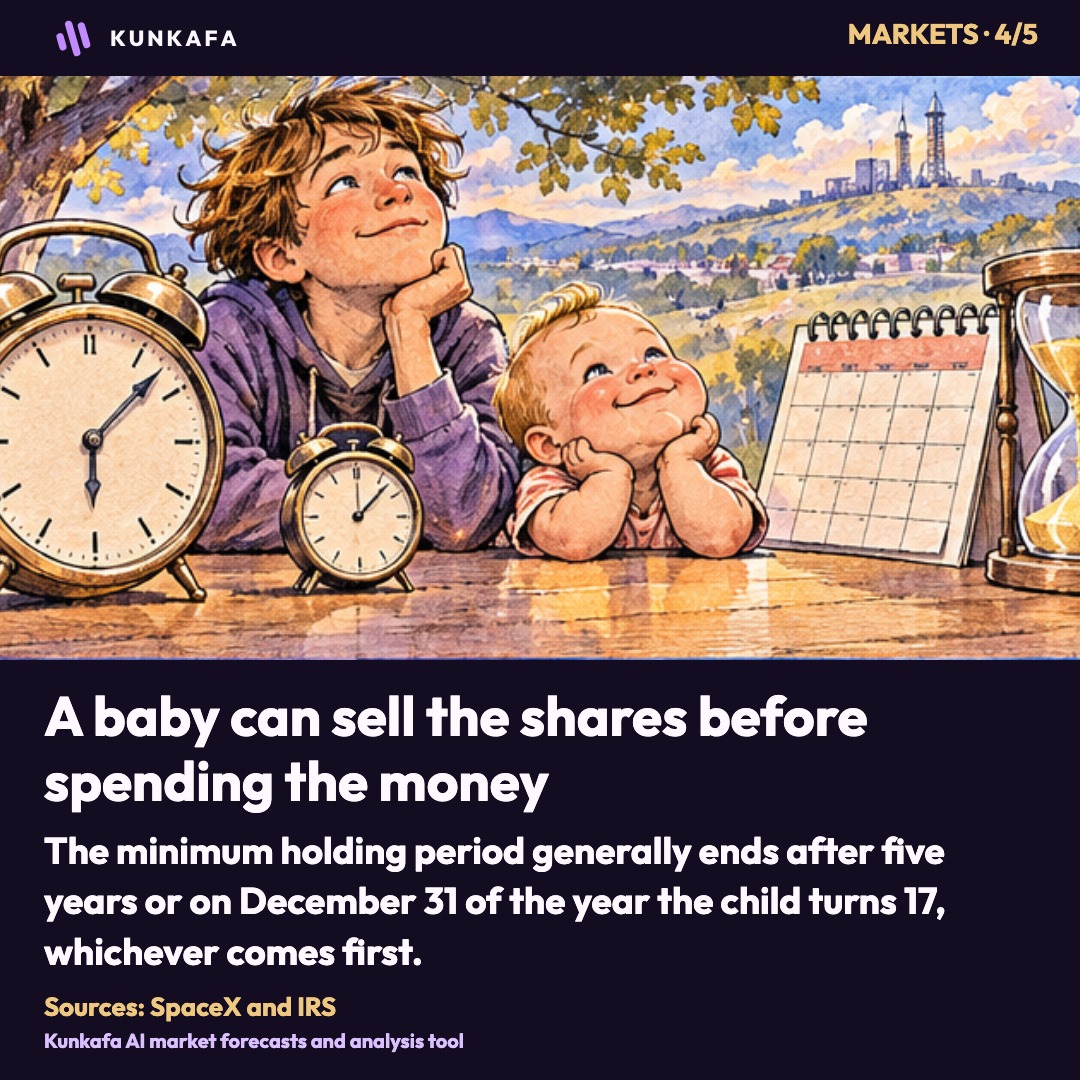 KUNKAFA
MARKETS · 4/5
A baby can sell the shares before
spending the money
The minimum holding period generally ends after five
years or on December 31 of the year the child turns 17,
whichever comes first.
Sources: SpaceX and IRS
Kunkafa AI market forecasts and analysis tool